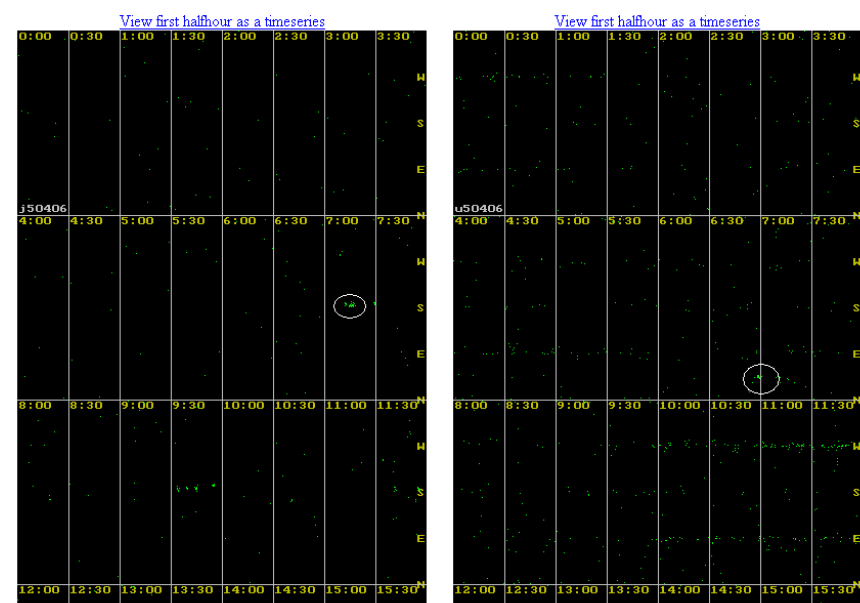 View first halfhour as a timeseries
0:00 0:30 1:00 1:30 2:00 2:30 3:00 3:30
W
S
E
j50406 N
4:00 4:30 5:00 5:30 6:00 6:30 7:00 7:30
W
S
E
N
8:00 8:30 9:00 9:30 10:00 10:30 11:00 11:30
W
S
E
N
12:00 12:30 13:30 14:00 14:30 15:00 15:30
View first halfhour as a timeseries
0:00 0:30 1:00 1:30 2:00 2:30 3:00 3:30
W
S
E
u50406 N
4:00 4:30 5:00 5:30 6:00 6:30 7:00 7:30
W
S
E
N
8:00 8:30 9:00 9:30 10:00 10:30 11:00 11:30
W
S
E
N
12:00 12:30 13:00 13:30 14:00 14:30 15:00 15:30